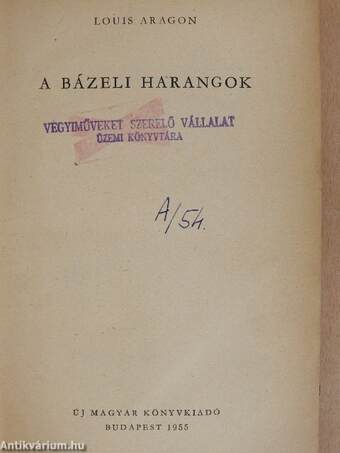 LOUIS ARAGON
A BÁZELI HARANGOK
VEGYIMŰVEKET SZERELŐ VÁLLALAT
ÜZEMI KÖNYVTÁRA
A/54.
ÚJ MAGYAR KÖNYVKIADÓ
BUDAPEST 1955
Antikvárium.hu